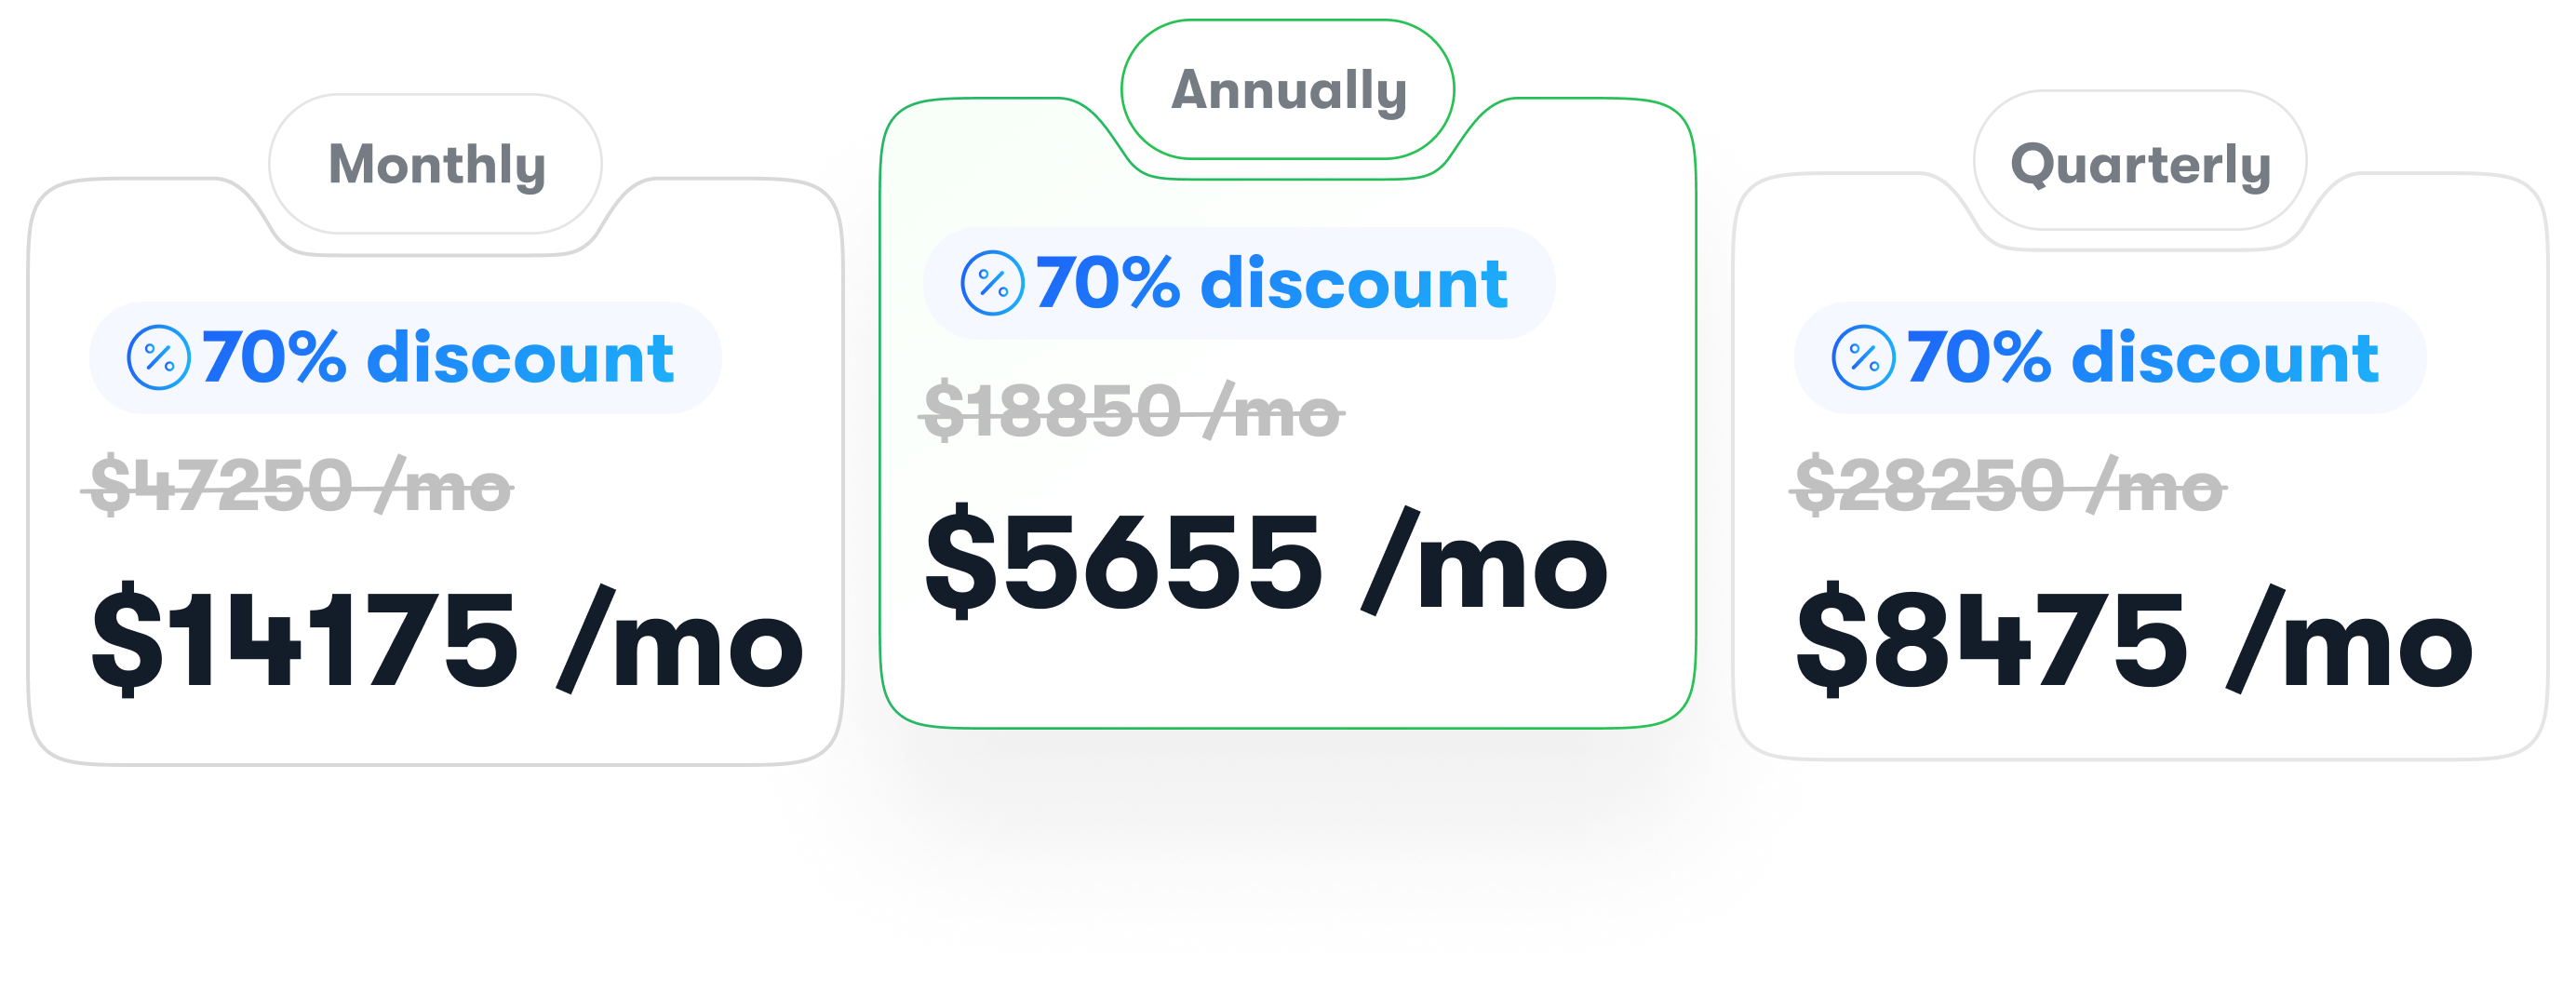 Monthly
70% discount
$47250 /mo
$14175 /mo
Annually
70% discount
$18850 /mo
$5655 /mo
Quarterly
70% discount
$28250 /mo
$8475 /mo